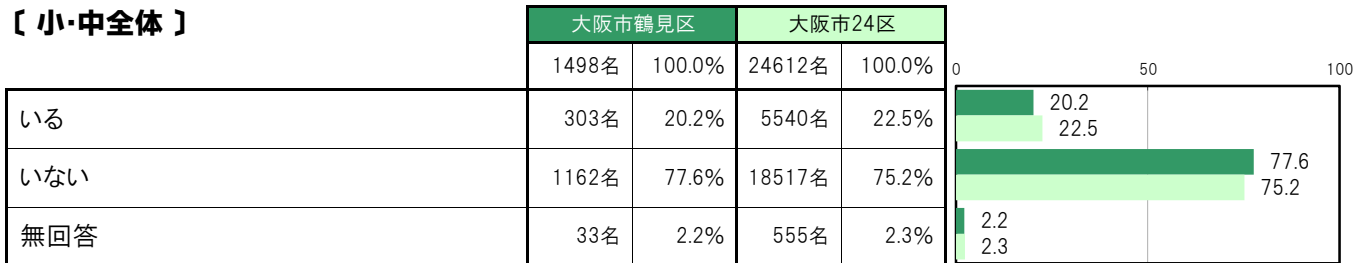 〔 小・中全体 〕
大阪市鶴見区 大阪市24区
1498名 100.0% 24612名 100.0%
0 50 100
いる 303名 20.2% 5540名 22.5%
20.2
22.5
いない 1162名 77.6% 18517名 75.2%
77.6
75.2
無回答 33名 2.2% 555名 2.3%
2.2
2.3